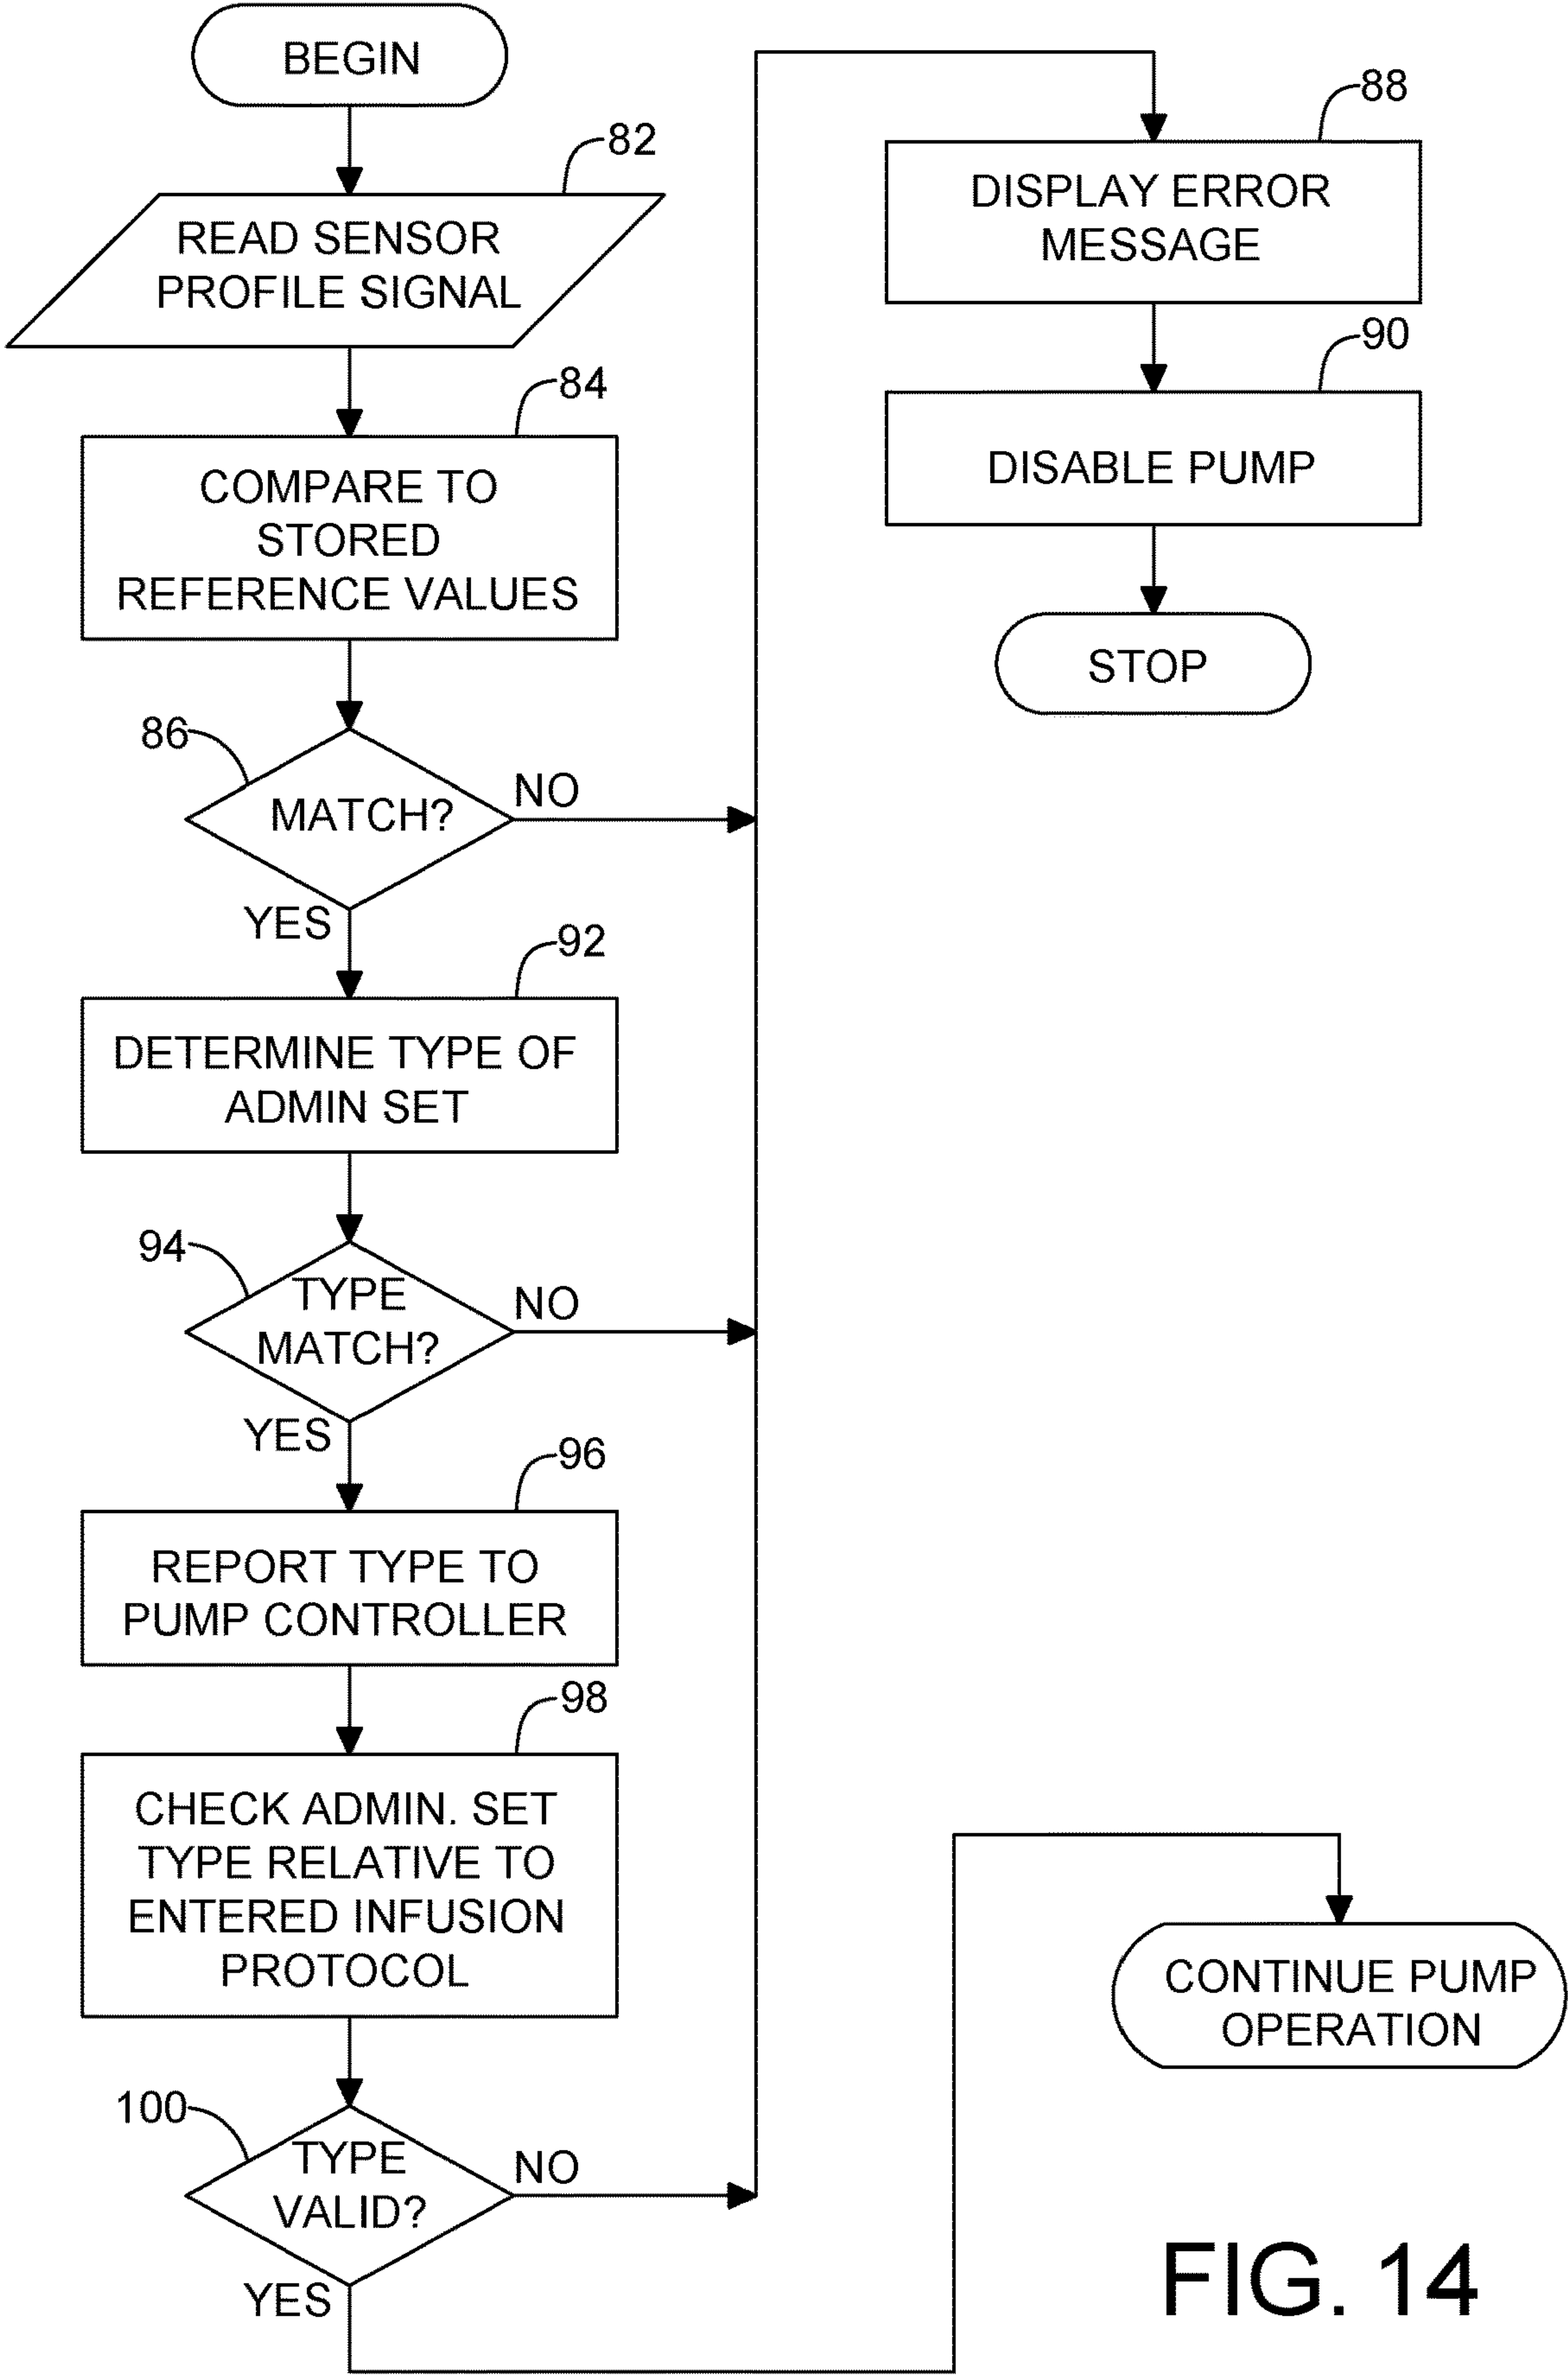 BEGIN
82
READ SENSOR
PROFILE SIGNAL
84
COMPARE TO
STORED
REFERENCE VALUES
86
MATCH?
NO
YES
92
DETERMINE TYPE OF
ADMIN SET
94
TYPE
MATCH?
NO
YES
96
REPORT TYPE TO
PUMP CONTROLLER
98
CHECK ADMIN. SET
TYPE RELATIVE TO
ENTERED INFUSION
PROTOCOL
100
TYPE
VALID?
NO
YES
88
DISPLAY ERROR
MESSAGE
90
DISABLE PUMP
STOP
CONTINUE PUMP
OPERATION
FIG. 14